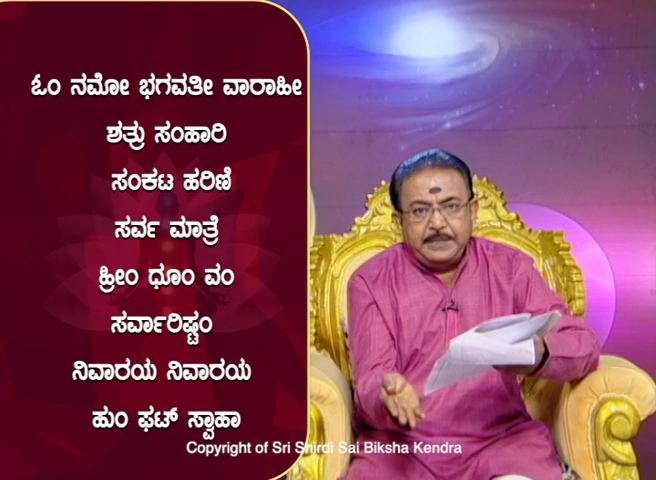 ಓಂ ನಮೋ ಭಗವತೀ ವಾರಾಹೀ
ಶತ್ರು ಸಂಹಾರಿ
ಸಂಕಟ ಹರಿಣಿ
ಸರ್ವ ಮಾತ್ರೆ
ಹ್ರೀಂ ಧೂಂ ವಂ
ಸರ್ವಾರಿಷ್ಟಂ
ನಿವಾರಯ ನಿವಾರಯ
ಹುಂ ಫಟ್ ಸ್ವಾಹಾ
Copyright of Sri Shirdi Sai Biksha Kendra